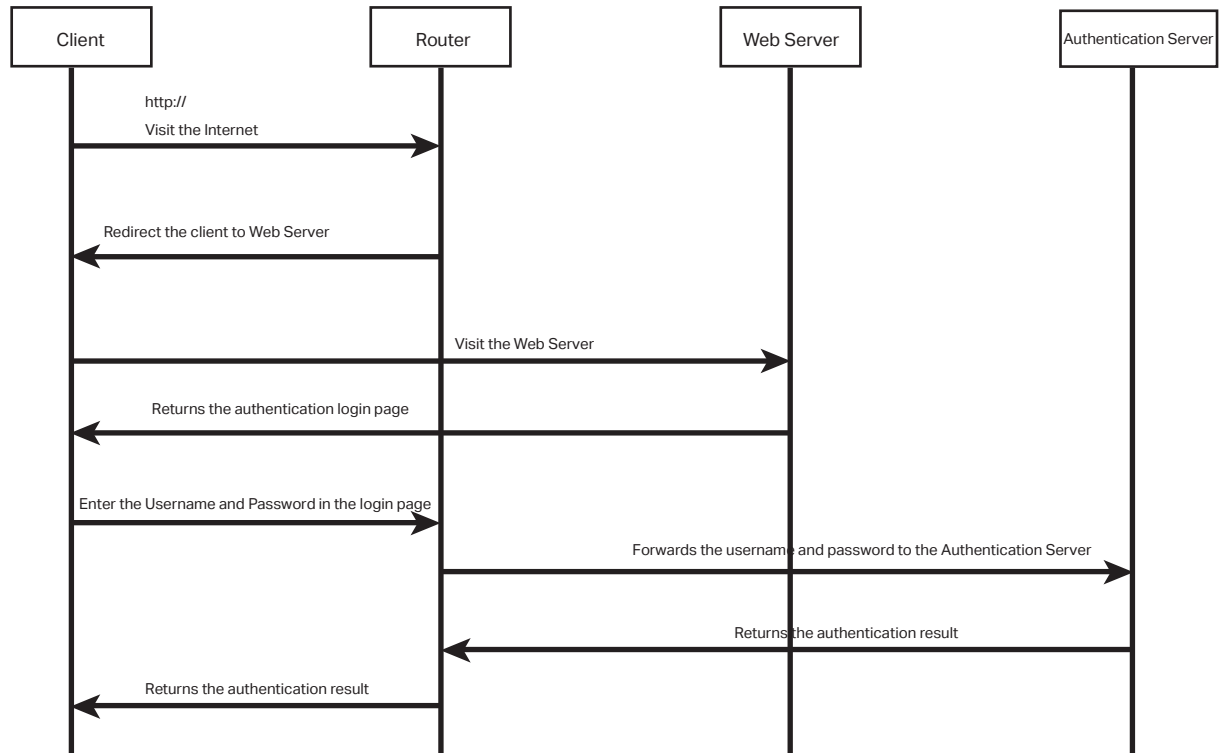 Client
Router
Web Server
Authentication Server
http://
Visit the Internet
Redirect the client to Web Server
Visit the Web Server
Returns the authentication login page
Enter the Username and Password in the login page
Forwards the username and password to the Authentication Server
Returns the authentication result
Returns the authentication result